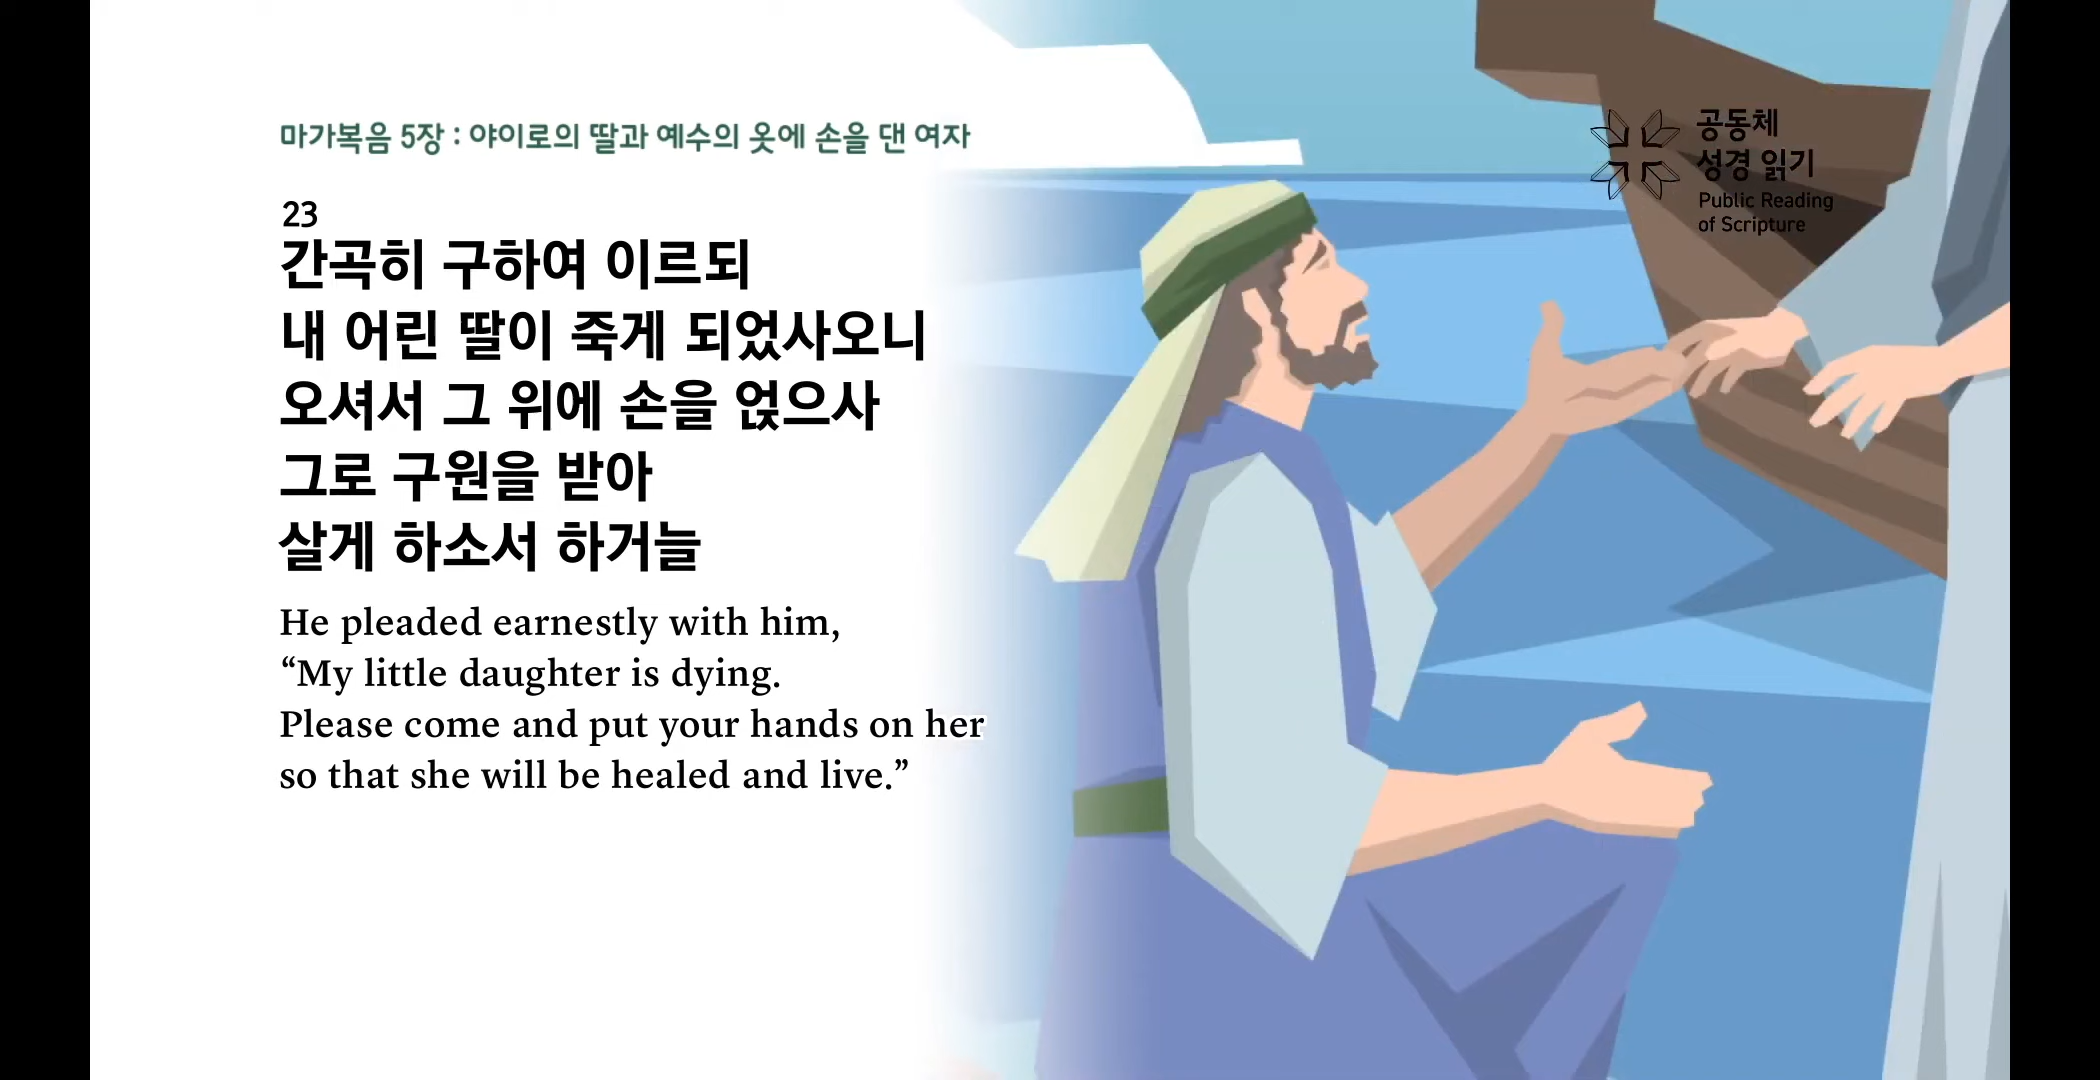 마가복음 5장 : 야이로의 딸과 예수의 옷에 손을 댄 여자
공동체
성경 읽기
Public Reading
of Scripture
23
간곡히 구하여 이르되
내 어린 딸이 죽게 되었사오니
오셔서 그 위에 손을 얹으사
그로 구원을 받아
살게 하소서 하거늘
He pleaded earnestly with him,
“My little daughter is dying.
Please come and put your hands on her
so that she will be healed and live.”